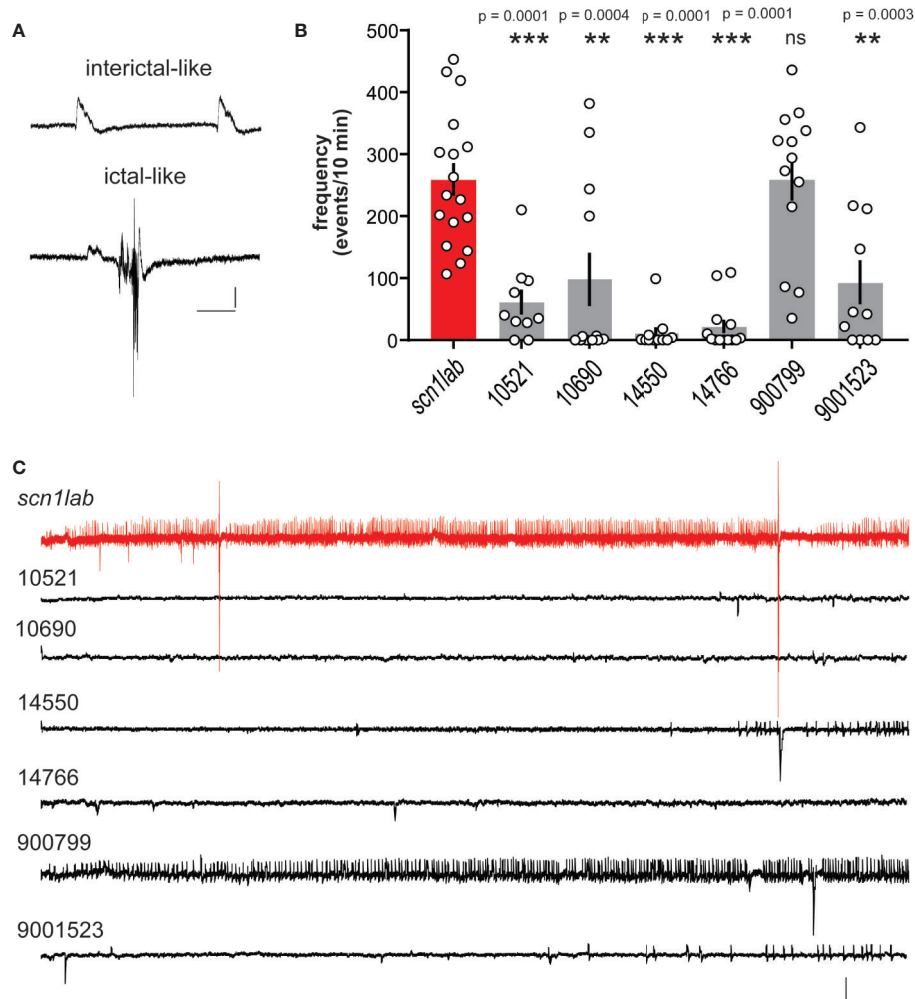 A
interictal-like
ictal-like
B
p = 0.0001 p = 0.0004 p = 0.0001 p = 0.0001 p = 0.0003
*** ** *** *** ns **
frequency
(events/10 min)
500
400
300
200
100
0
scn1lab
10521
10690
14550
14766
900799
9001523
C
scn1lab
10521
10690
14550
14766
900799
9001523